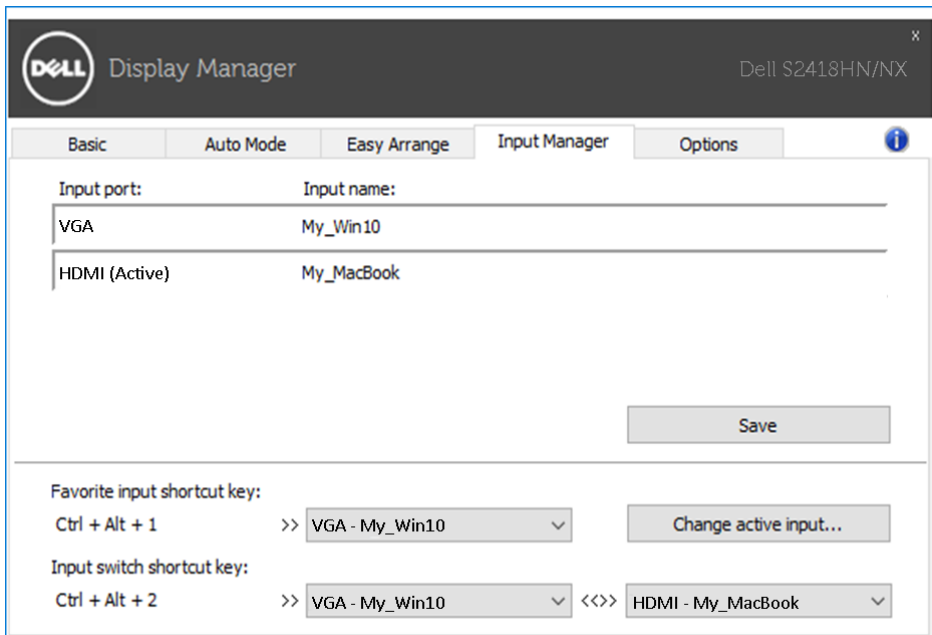 DELL Display Manager Dell S2418HN/NX x
Basic Auto Mode Easy Arrange Input Manager Options i
Input port: Input name:
VGA My_Win10
HDMI (Active) My_MacBook
Save
Favorite input shortcut key:
Ctrl + Alt + 1 >> VGA - My_Win10 Change active input...
Input switch shortcut key:
Ctrl + Alt + 2 >> VGA - My_Win10 <<>> HDMI - My_MacBook